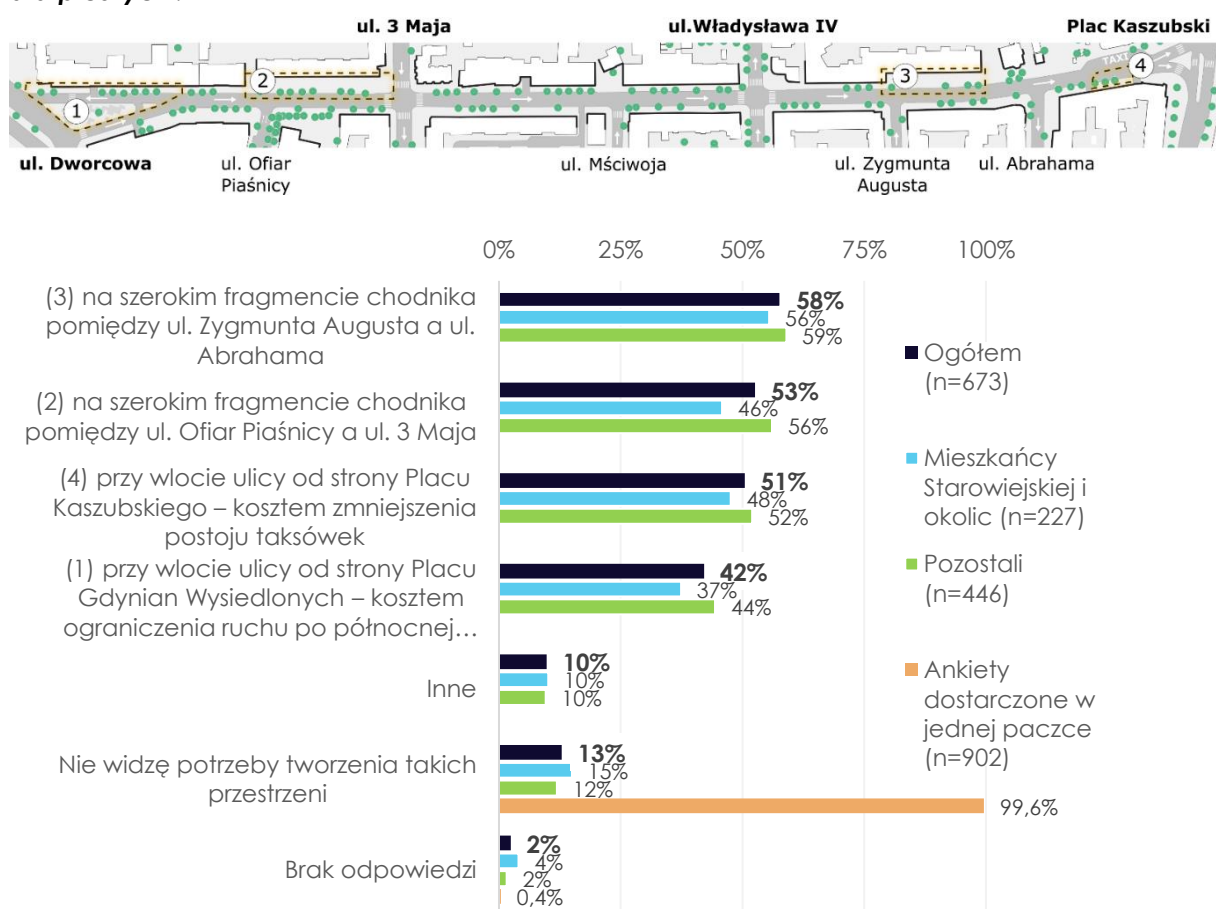 ul. 3 Maja
ul.Władysława IV
Plac Kaszubski
TAXI
1
2
3
4
ul. Dworcowa
ul. Ofiar
Piaśnicy
ul. Mściwoja
ul. Zygmunta
Augusta
ul. Abrahama
0%
25%
50%
75%
100%
(3) na szerokim fragmencie chodnika
pomiędzy ul. Zygmunta Augusta a ul.
Abrahama
58%
56%
59%
(2) na szerokim fragmencie chodnika
pomiędzy ul. Ofiar Piaśnicy a ul. 3 Maja
53%
46%
56%
(4) przy wlocie ulicy od strony Placu
Kaszubskiego – kosztem zmniejszenia
postoju taksówek
51%
48%
52%
(1) przy wlocie ulicy od strony Placu
Gdynian Wysiedlonych – kosztem
ograniczenia ruchu po północnej…
42%
37%
44%
Inne
10%
10%
10%
Nie widzę potrzeby tworzenia takich
przestrzeni
13%
15%
12%
99,6%
Brak odpowiedzi
2%
4%
2%
0,4%
Ogółem
(n=673)
Mieszkańcy
Starowiejskiej i
okolic (n=227)
Pozostali
(n=446)
Ankiety
dostarczone w
jednej paczce
(n=902)